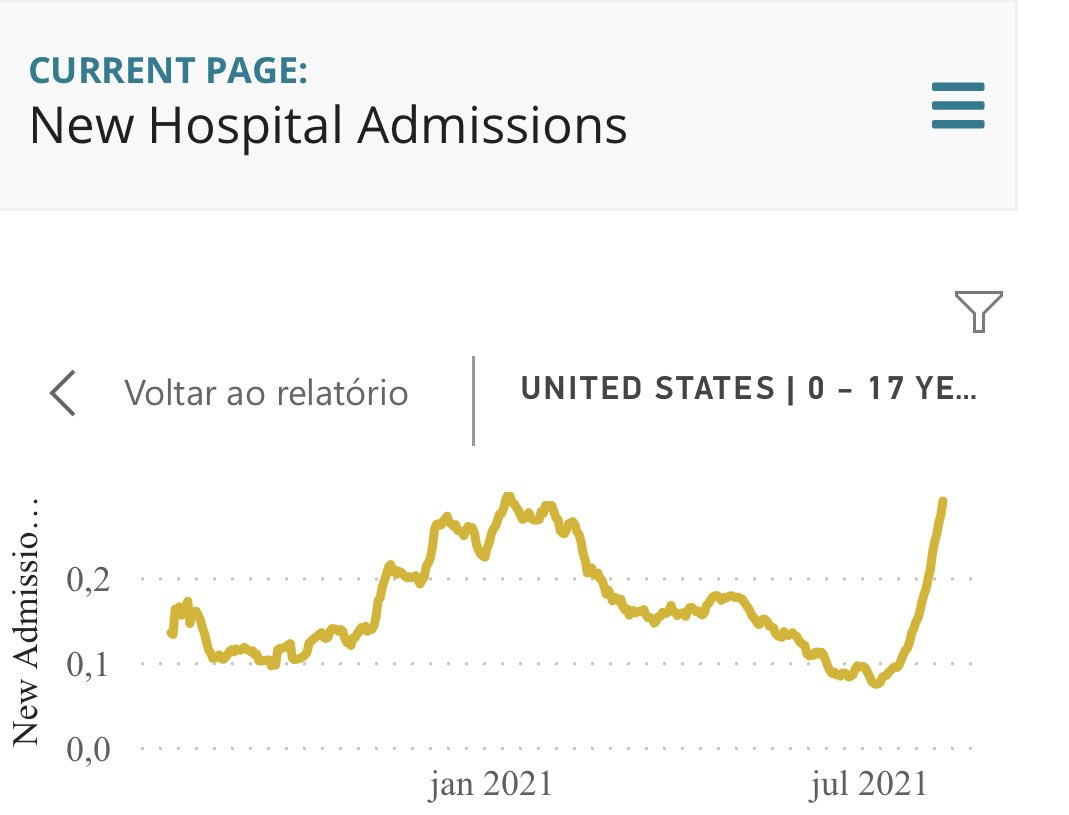 CURRENT PAGE:
New Hospital Admissions
Voltar ao relatório
UNITED STATES | 0 – 17 YE...
New Admissio...
0,2
0,1
0,0
jan 2021
jul 2021